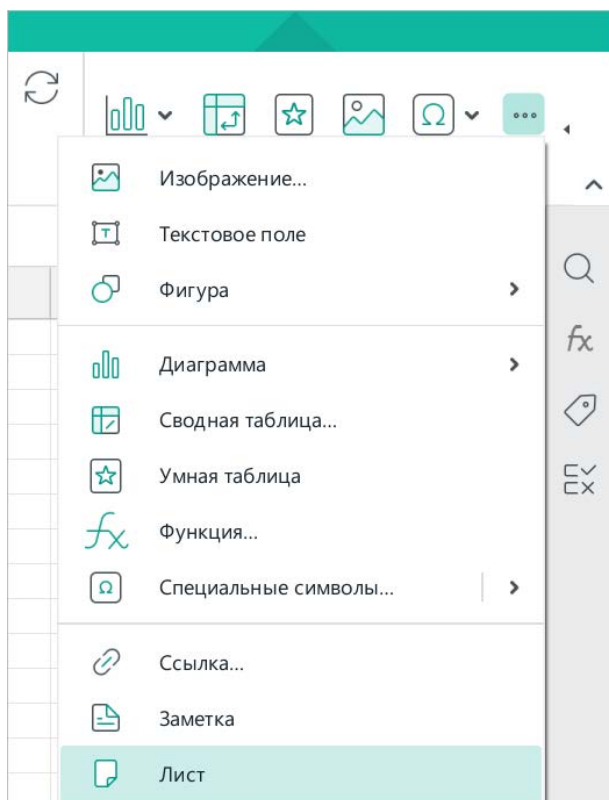 Изображение...
Текстовое поле
Фигура
Диаграмма
Сводная таблица...
Умная таблица
Функция...
Специальные символы...
Ссылка...
Заметка
Лист